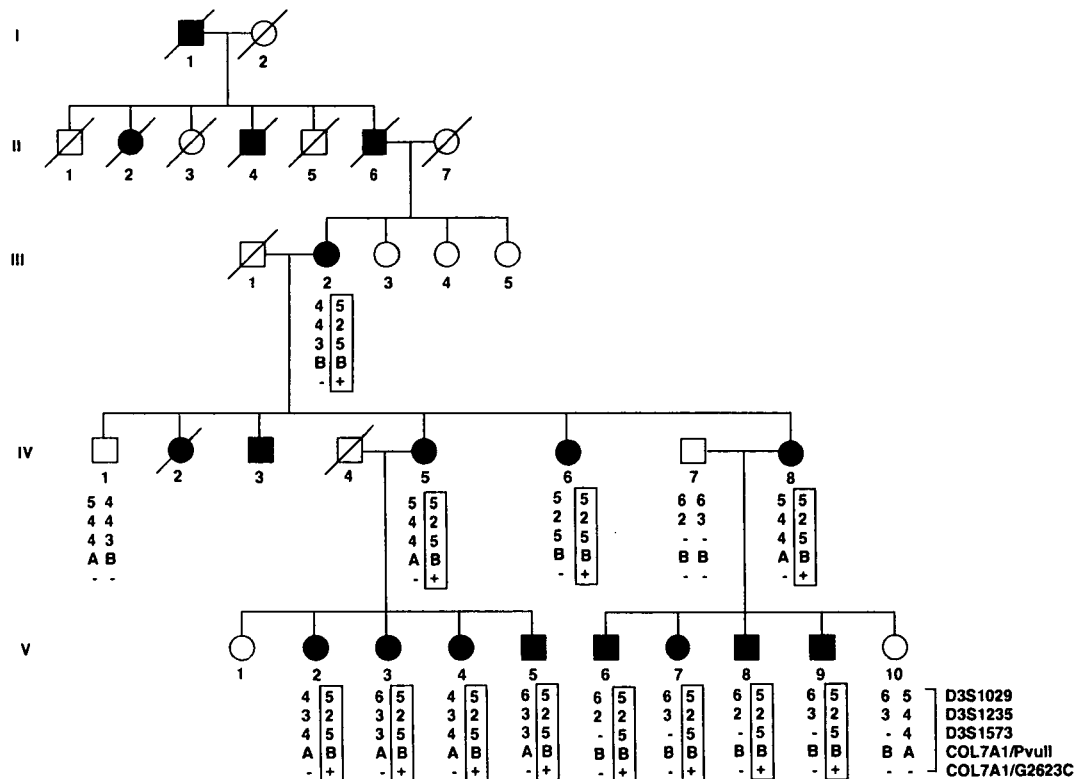 I
1 2
II
1 2 3 4 5 6 7
III
1 2 3 4 5
4 5
4 2
3 5
B B
- +
IV
1 2 3 4 5 6 7 8
5 4 5 5 5 5 6 6 5 5
4 4 4 2 2 2 2 3 4 2
4 3 4 5 5 5 - - 4 5
A B A B B B B B A B
- - - + - + - - - +
V
1 2 3 4 5 6 7 8 9 10
4 5 6 5 4 5 6 5 6 5 6 5 6 5 6 5 6 5 D3S1029
3 2 3 2 3 2 3 2 2 2 3 2 2 2 3 2 3 4 D3S1235
4 5 3 5 4 5 3 5 - 5 - 5 - 5 - 5 - 4 D3S1573
A B A B A B A B B B B B B B B B B A COL7A1/PvuII
- + - + - + - + - + - + - + - + - - COL7A1/G2623C